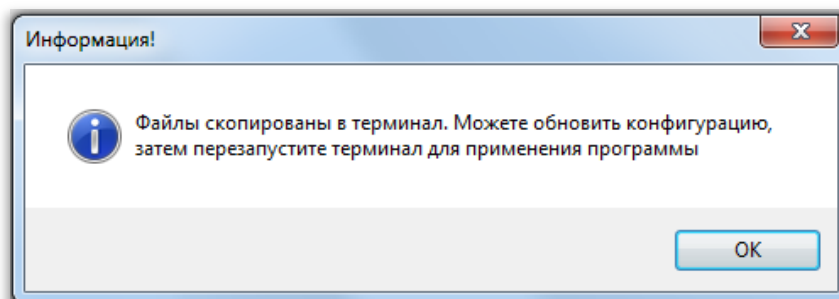 Информация!
Файлы скопированы в терминал. Можете обновить конфигурацию,
затем перезапустите терминал для применения программы
OK